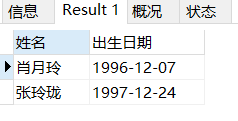 信息 Result 1 概况 状态
姓名 出生日期
肖月玲 1996-12-07
张玲珑 1997-12-24